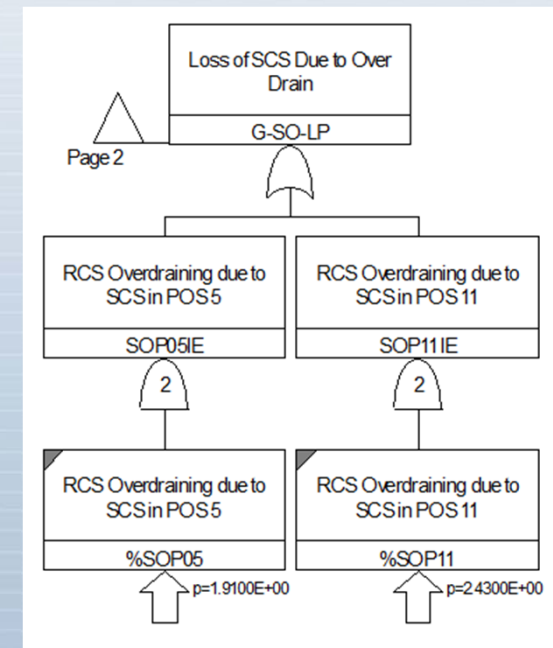 Loss of SCS Due to Over
Drain
G-SO-LP
Page 2
RCS Overdraining due to
SCS in POS 5
SOP05IE
RCS Overdraining due to
SCS in POS 11
SOP11IE
2
2
RCS Overdraining due to
SCS in POS 5
%SOP05
RCS Overdraining due to
SCS in POS 11
%SOP11
p=1.9100E+00
p=2.4300E+00